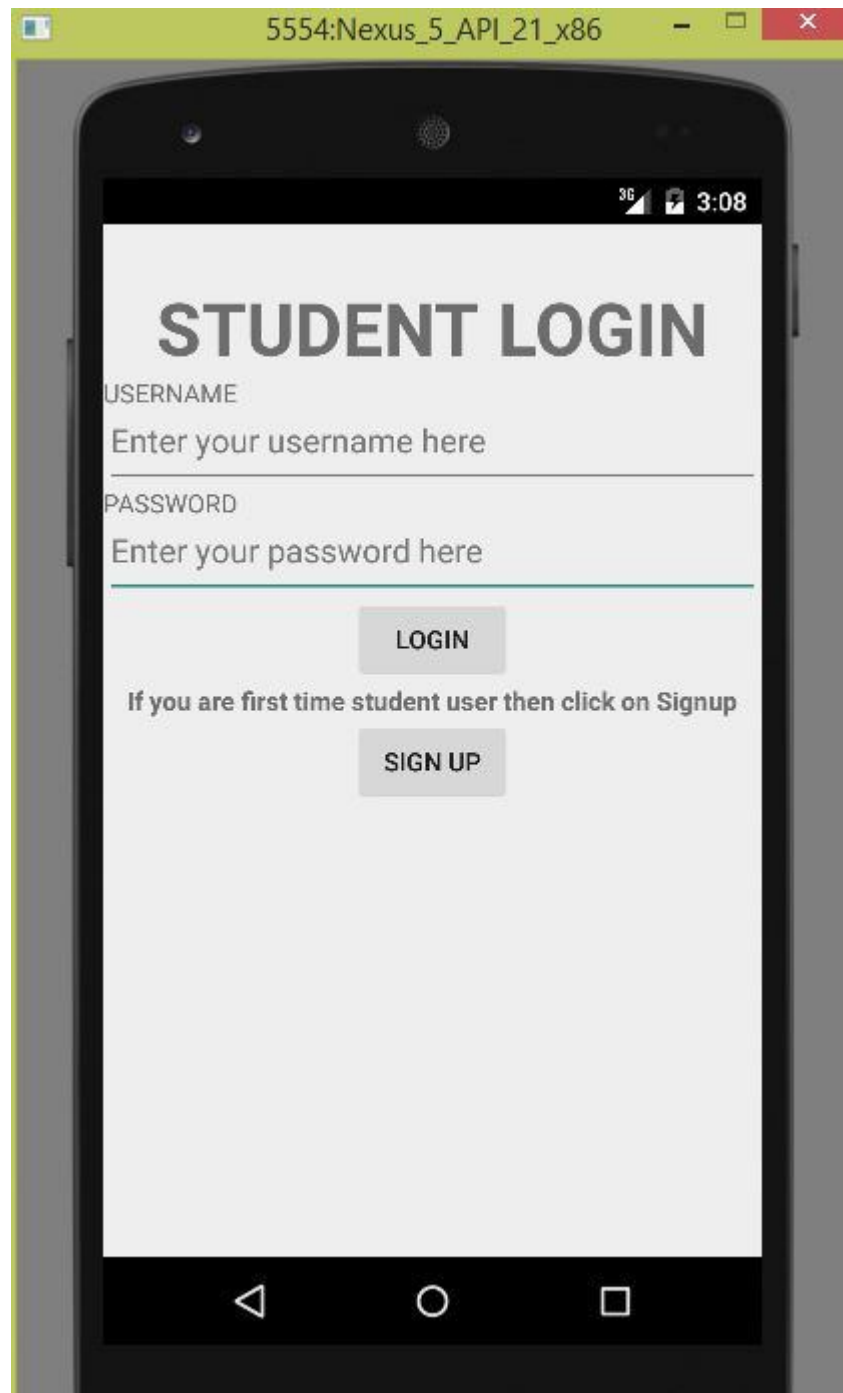 5554:Nexus_5_API_21_x86
3G 3:08
STUDENT LOGIN
USERNAME
Enter your username here
PASSWORD
Enter your password here
LOGIN
If you are first time student user then click on Signup
SIGN UP